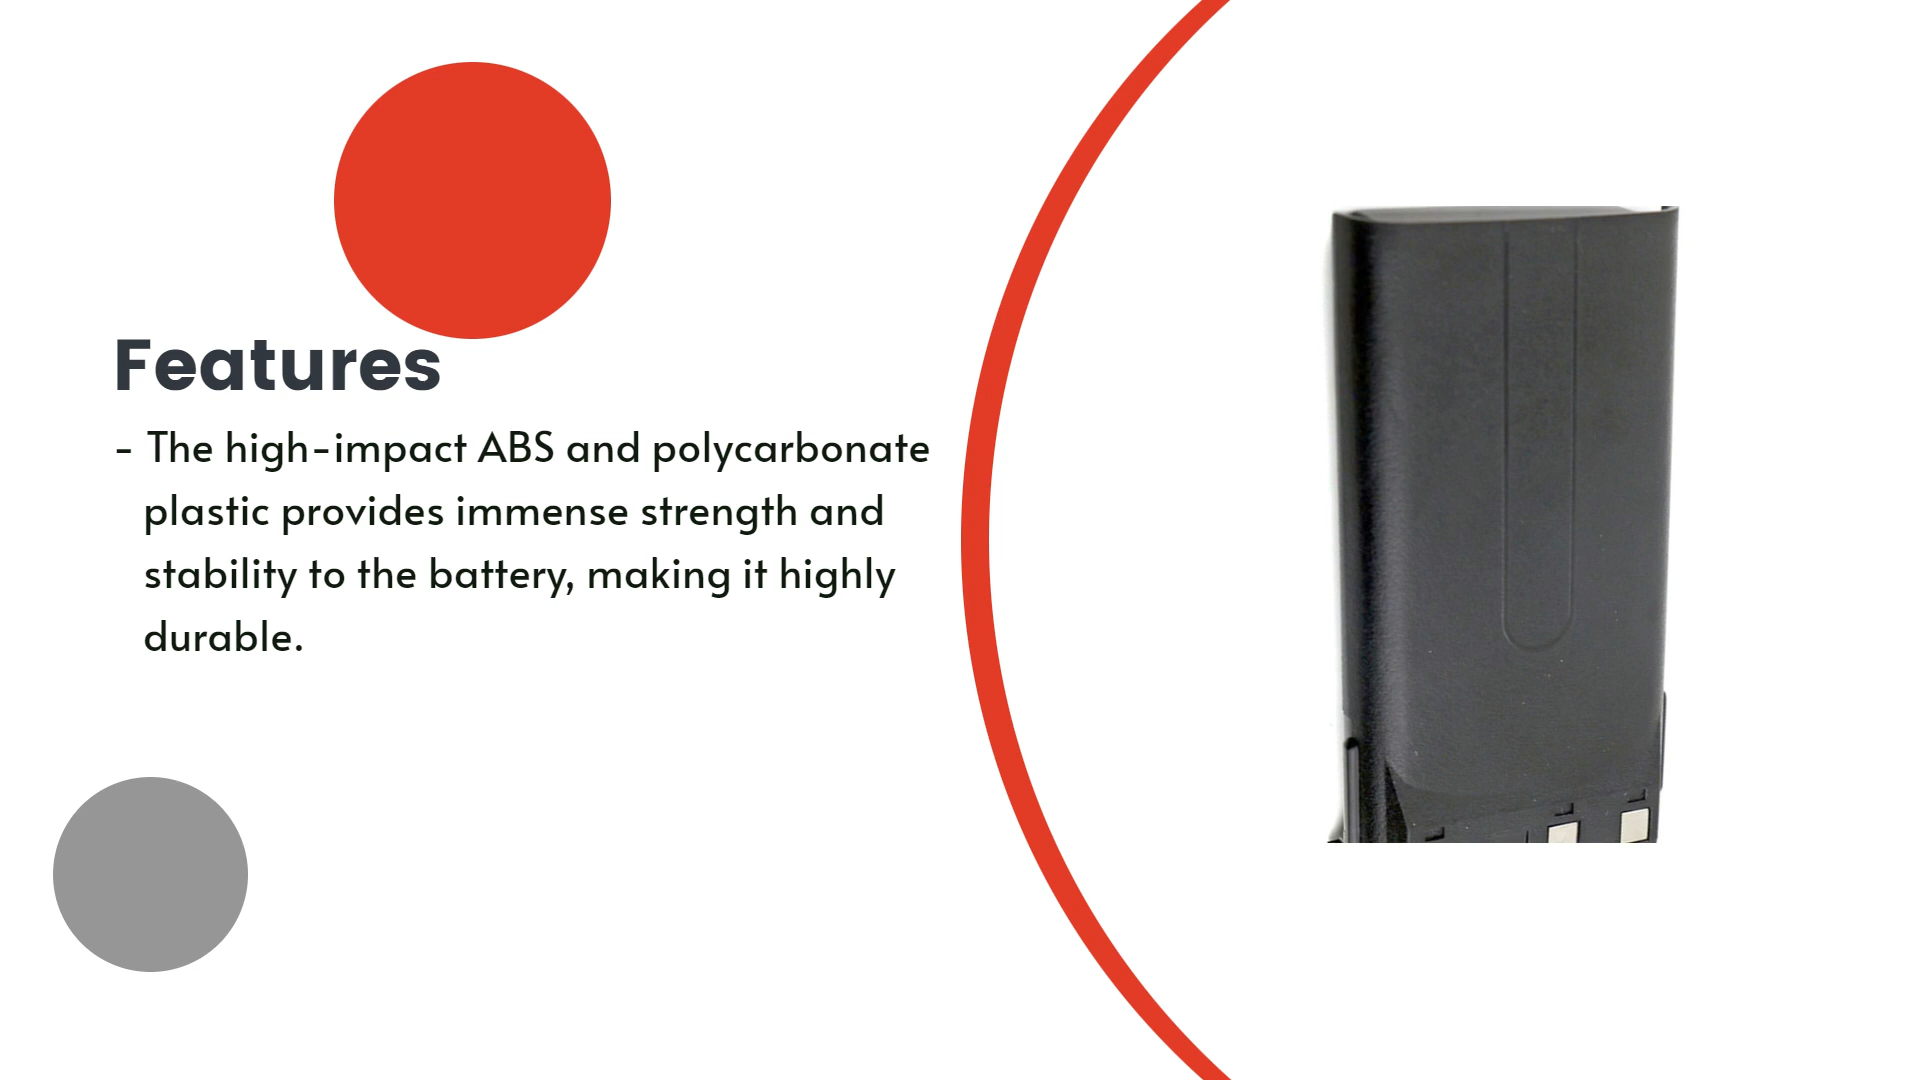 Features
- The high-impact ABS and polycarbonate
plastic provides immense strength and
stability to the battery, making it highly
durable.